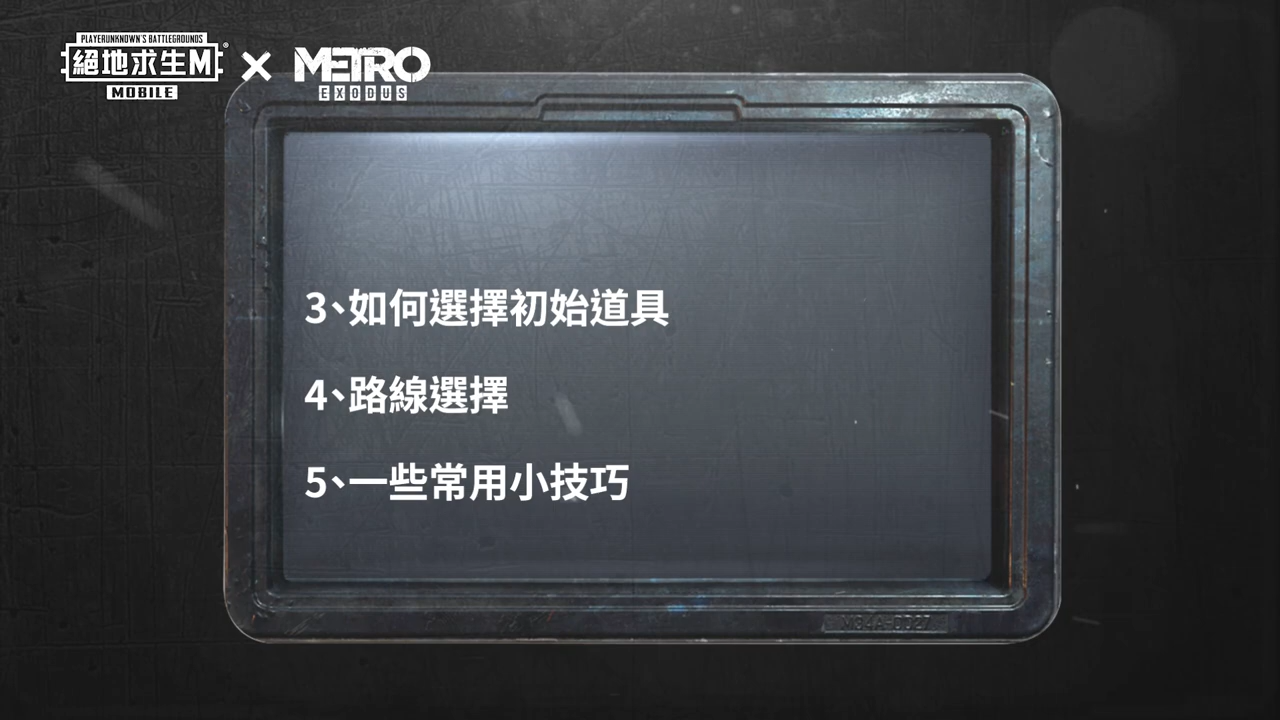 PLAYERUNKNOWN'S BATTLEGROUNDS
絕地求生M
MOBILE
×
METRO
EXODUS
3、如何選擇初始道具
4、路線選擇
5、一些常用小技巧